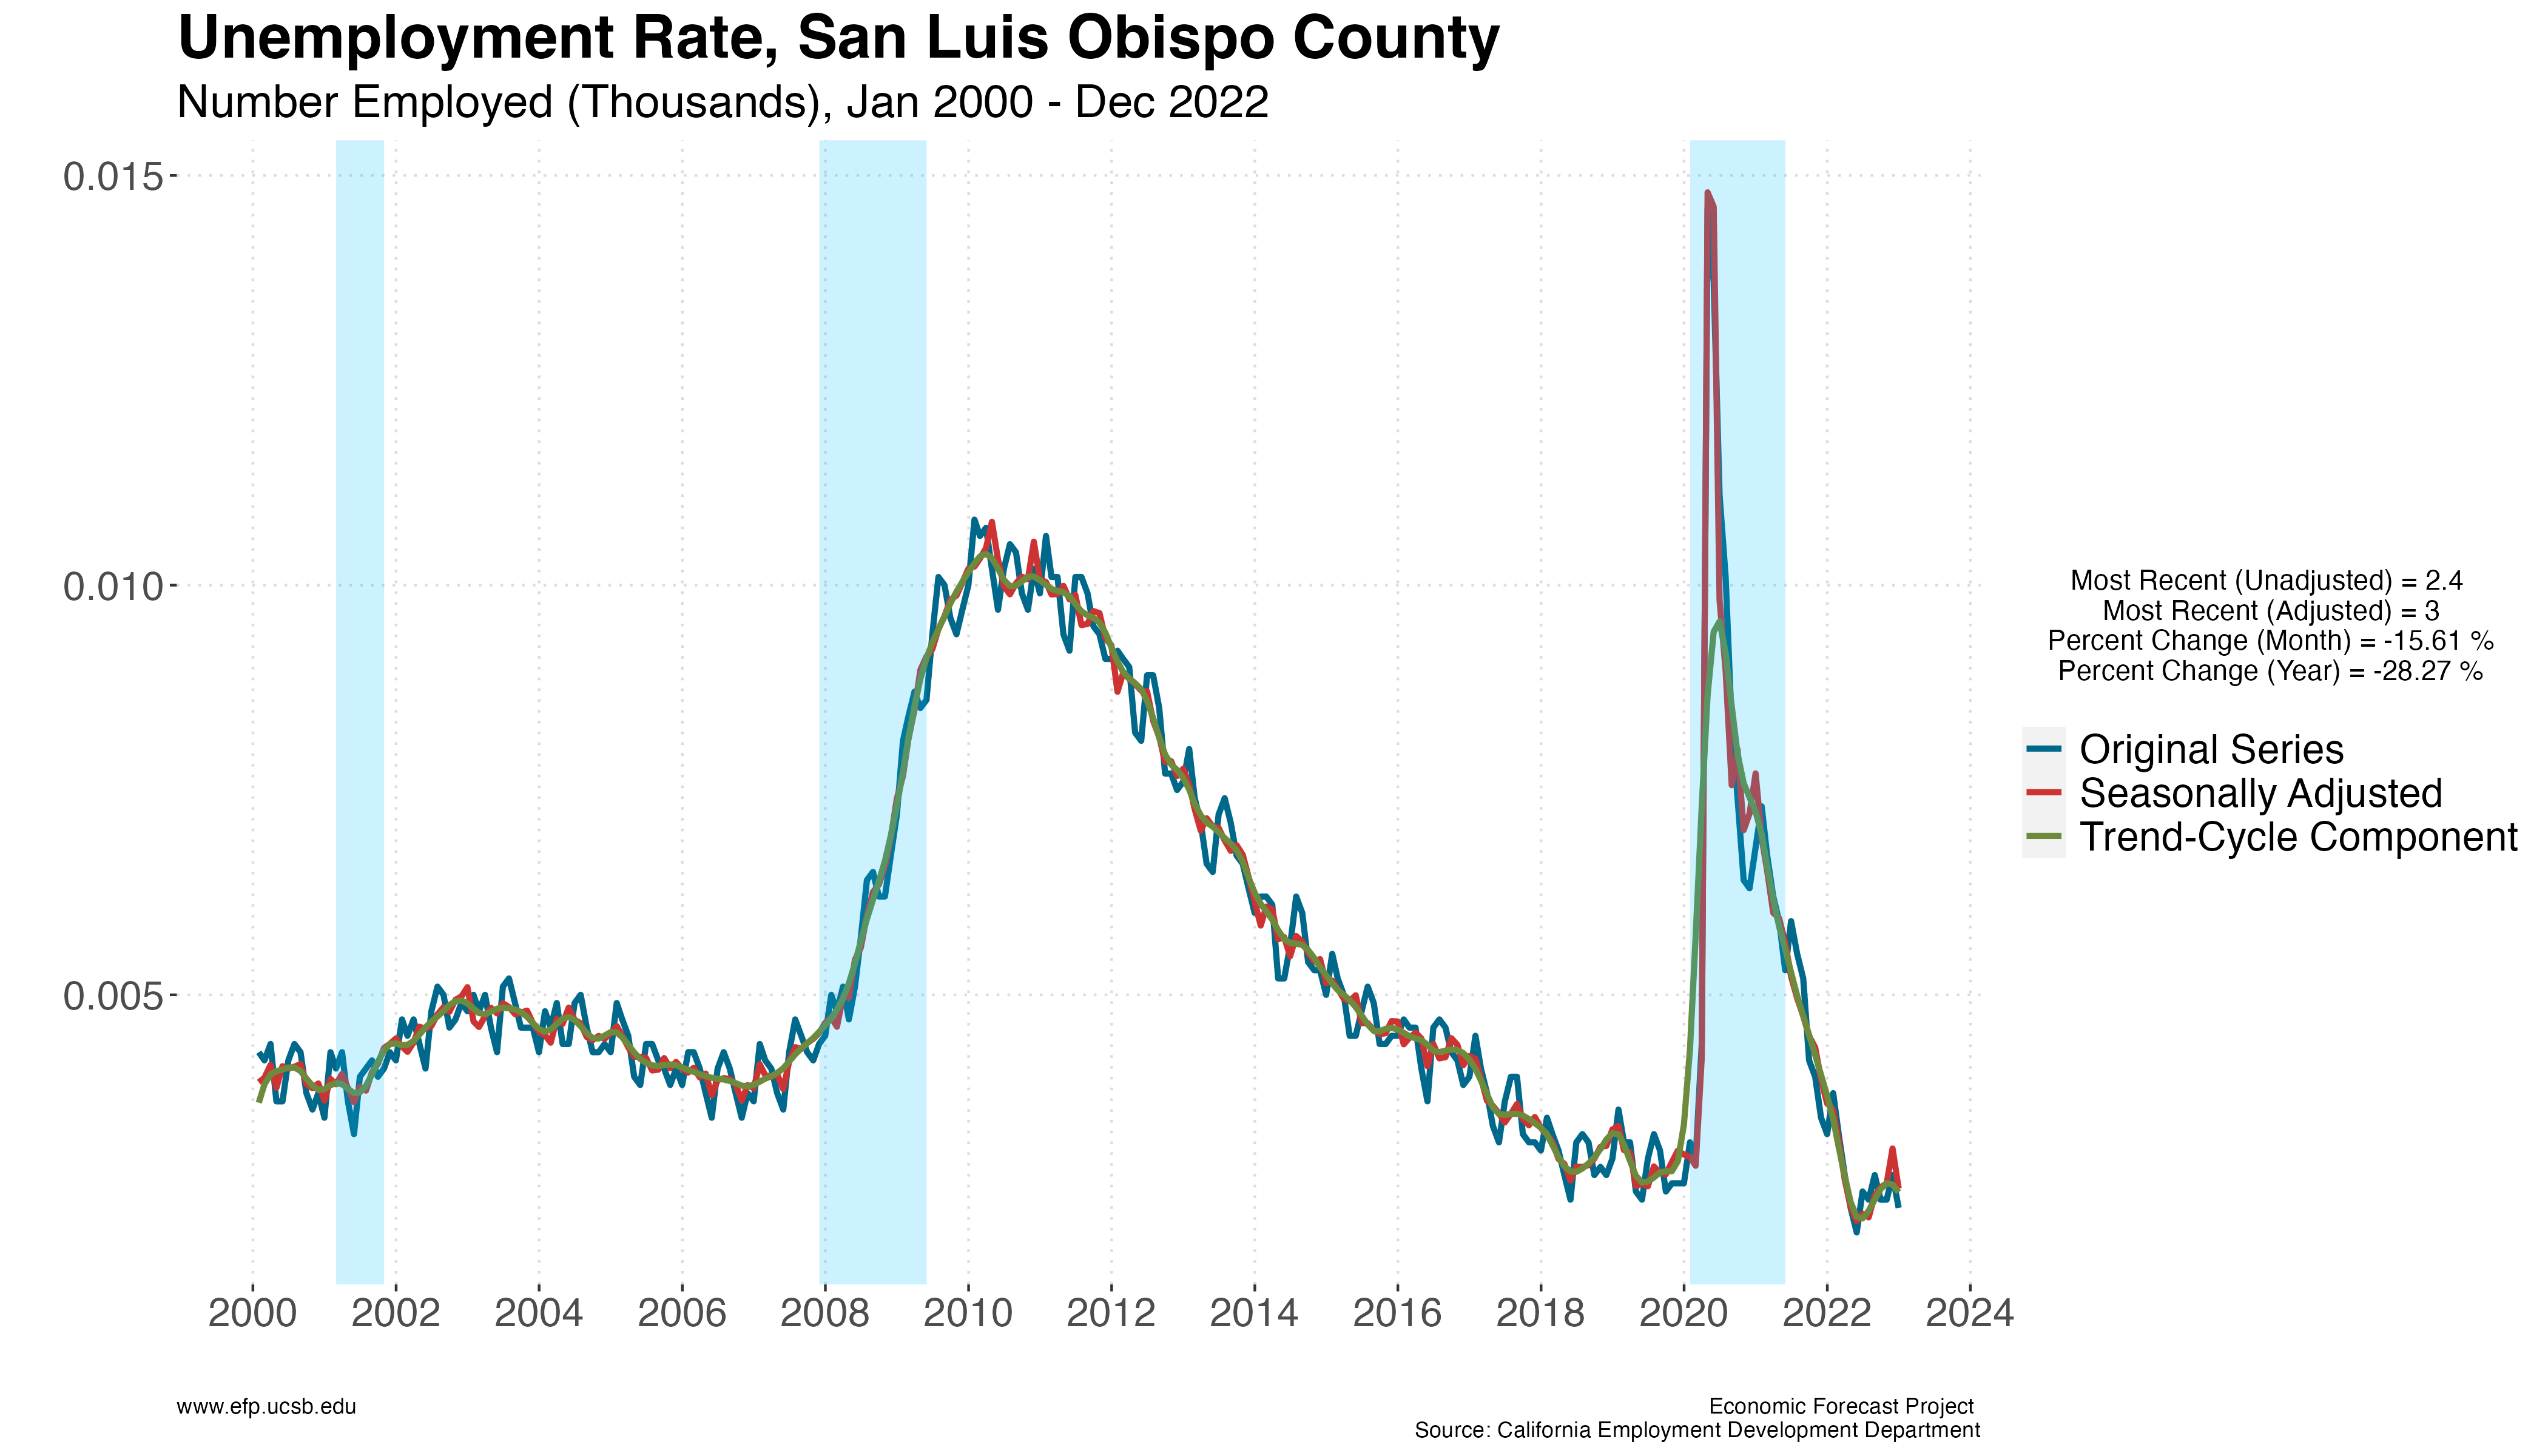 Unemployment Rate, San Luis Obispo County
Number Employed (Thousands), Jan 2000 - Dec 2022
0.015
0.010
0.005
2000 2002 2004 2006 2008 2010 2012 2014 2016 2018 2020 2022 2024
Most Recent (Unadjusted) = 2.4
Most Recent (Adjusted) = 3
Percent Change (Month) = -15.61 %
Percent Change (Year) = -28.27 %
Original Series
Seasonally Adjusted
Trend-Cycle Component
www.efp.ucsb.edu
Economic Forecast Project
Source: California Employment Development Department